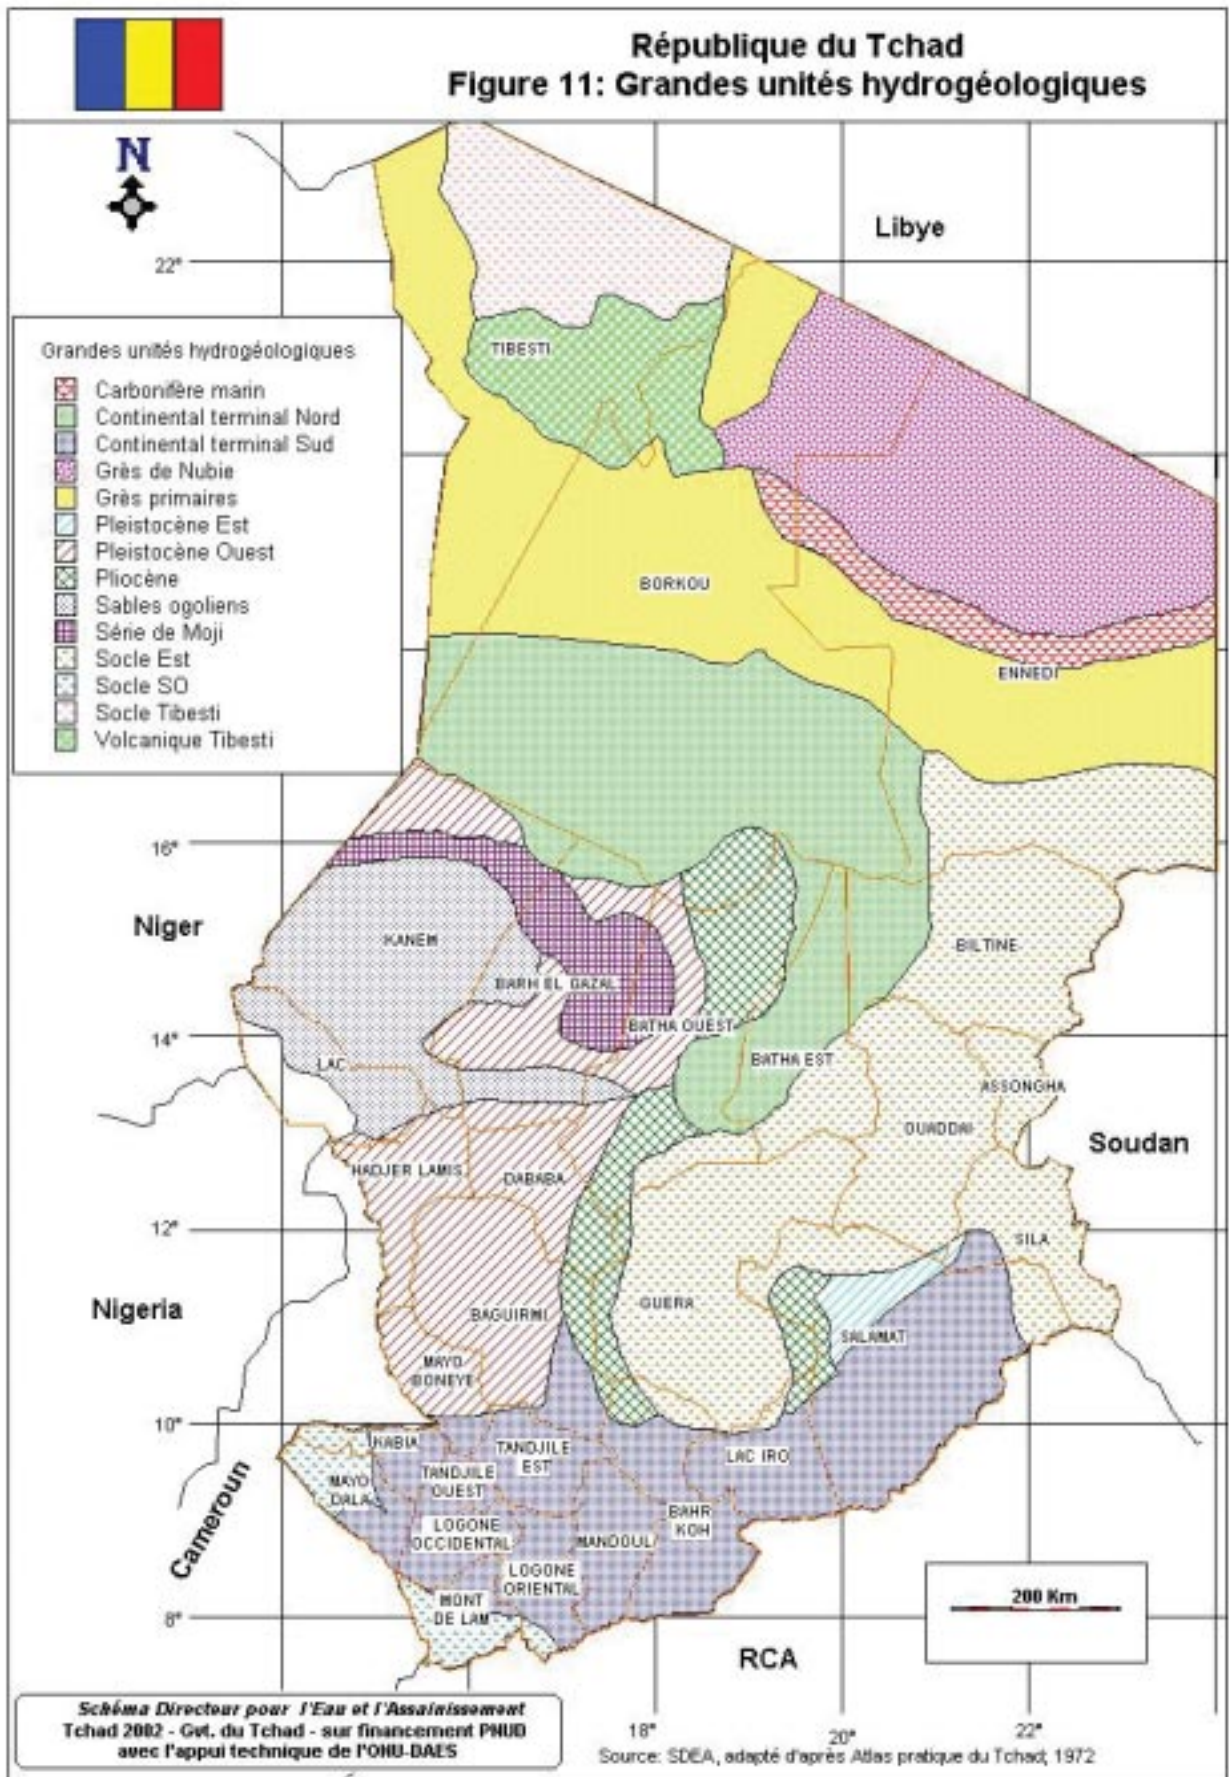 République du Tchad
Figure 11: Grandes unités hydrogéologiques
N
Libye
22°
Grandes unités hydrogéologiques
Carbonifère marin
Continental terminal Nord
Continental terminal Sud
Grès de Nubie
Grès primaires
Pleistocène Est
Pleistocène Ouest
Pliocène
Sables ogoliens
Série de Moji
Socle Est
Socle SO
Socle Tibesti
Volcanique Tibesti
TIBESTI
BORKOU
ENNEDI
16°
Niger
KANEM
BILTINE
BARH EL GAZAL
BATHA OUEST
14°
LAC
BATHA EST
ASSONGHA
OUADDAI
Soudan
HADJER LAMIS
DABABA
12°
SILA
Nigeria
GUERA
BAGUIRMI
SALAMAT
MAYO
BONEYE
10°
KABIA
TANDJILE
EST
LAC IRO
MAYO
DALA
TANDJILE
OUEST
Cameroun
LOGONE
OCCIDENTAL
MANDOUL
BAHR
KOH
LOGONE
ORIENTAL
MONT
DE LAM
8°
200 Km
RCA
Schéma Directeur pour l'Eau et l'Assainissement
Tchad 2002 - Gvt. du Tchad - sur financement PNUD
avec l'appui technique de l'ONU-DAES
18°
20°
22°
Source: SDEA, adapté d'après Atlas pratique du Tchad; 1972